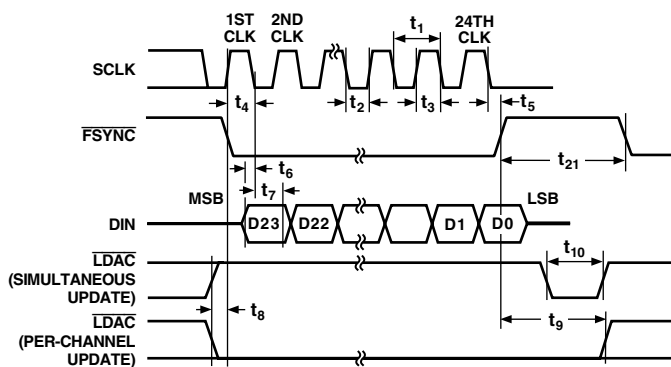 1ST CLK
2ND CLK
t1
24TH CLK
SCLK
t4
t2
t3
t5
FSYNC
t6
t21
t7
MSB
LSB
DIN
D23
D22
D1
D0
LDAC
(SIMULTANEOUS
UPDATE)
t10
t8
t9
LDAC
(PER-CHANNEL
UPDATE)